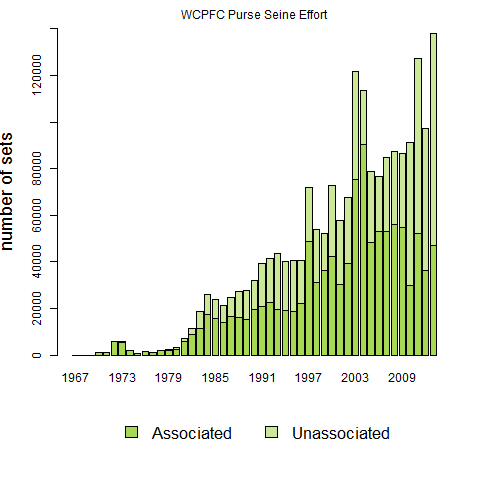 WCPFC Purse Seine Effort
number of sets
0
20000
40000
60000
80000
120000
1967 1973 1979 1985 1991 1997 2003 2009
Associated Unassociated